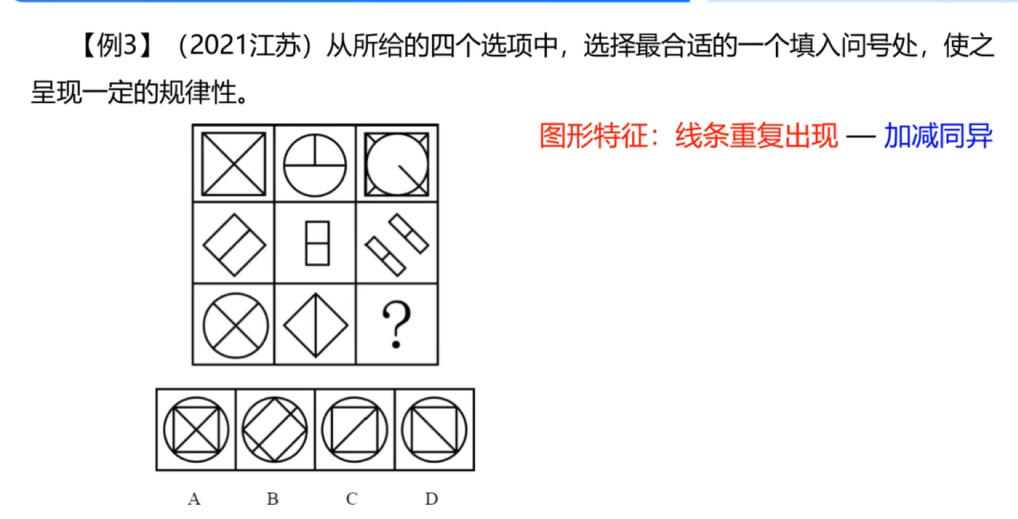 【例3】（2021江苏）从所给的四个选项中，选择最合适的一个填入问号处，使之
呈现一定的规律性。
图形特征：线条重复出现 — 加减同异
?
A B C D